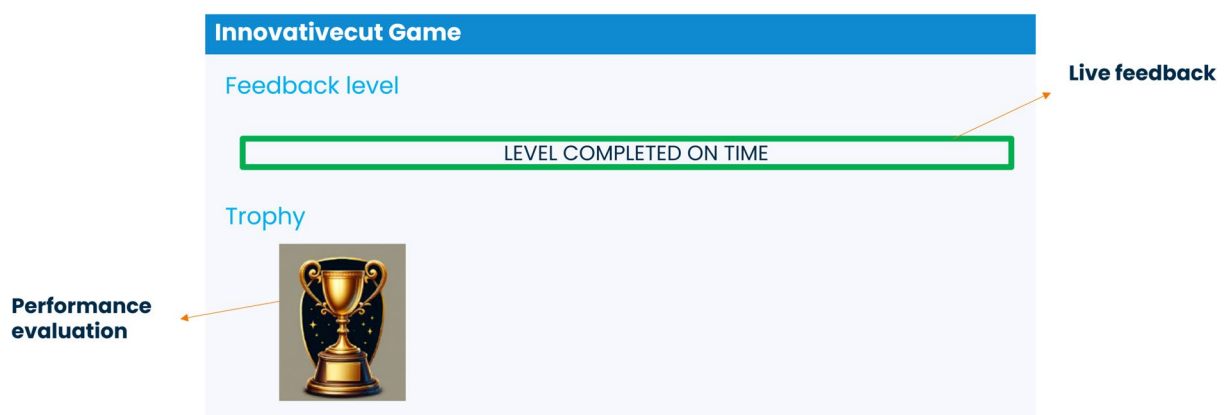 Innovativecut Game
Feedback level
Live feedback
LEVEL COMPLETED ON TIME
Trophy
Performance
evaluation